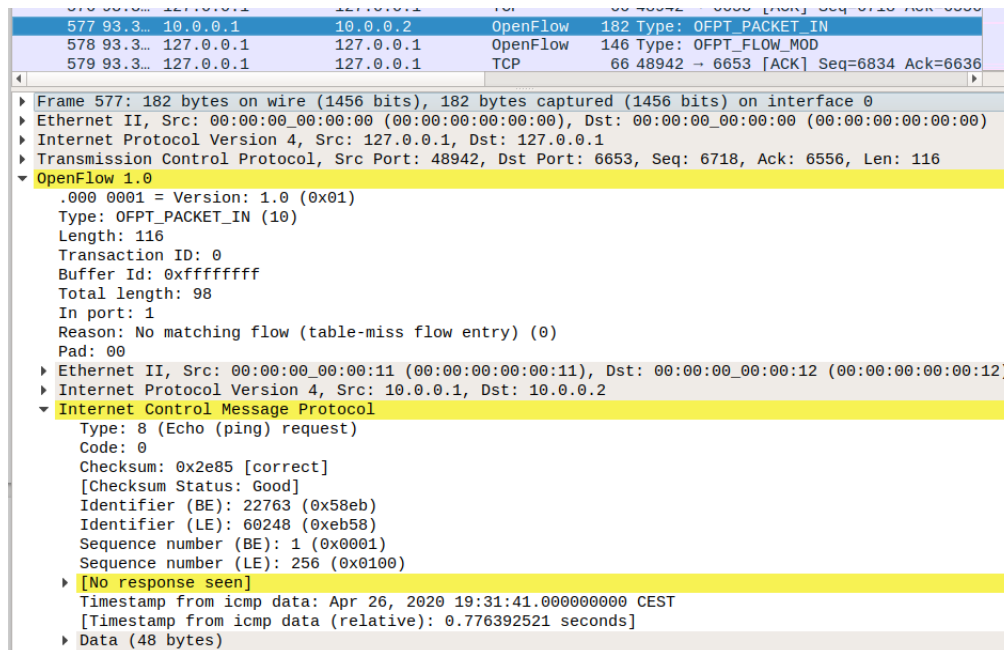 577 93.3… 10.0.0.1 10.0.0.2 OpenFlow 182 Type: OFPT_PACKET_IN
578 93.3… 127.0.0.1 127.0.0.1 OpenFlow 146 Type: OFPT_FLOW_MOD
579 93.3… 127.0.0.1 127.0.0.1 TCP 66 48942 → 6653 [ACK] Seq=6834 Ack=6636
Frame 577: 182 bytes on wire (1456 bits), 182 bytes captured (1456 bits) on interface 0
Ethernet II, Src: 00:00:00_00:00:00 (00:00:00:00:00:00), Dst: 00:00:00_00:00:00 (00:00:00:00:00:00)
Internet Protocol Version 4, Src: 127.0.0.1, Dst: 127.0.0.1
Transmission Control Protocol, Src Port: 48942, Dst Port: 6653, Seq: 6718, Ack: 6556, Len: 116
OpenFlow 1.0
.000 0001 = Version: 1.0 (0x01)
Type: OFPT_PACKET_IN (10)
Length: 116
Transaction ID: 0
Buffer Id: 0xffffffff
Total length: 98
In port: 1
Reason: No matching flow (table-miss flow entry) (0)
Pad: 00
Ethernet II, Src: 00:00:00_00:00:11 (00:00:00:00:00:11), Dst: 00:00:00_00:00:12 (00:00:00:00:00:12)
Internet Protocol Version 4, Src: 10.0.0.1, Dst: 10.0.0.2
Internet Control Message Protocol
Type: 8 (Echo (ping) request)
Code: 0
Checksum: 0x2e85 [correct]
[Checksum Status: Good]
Identifier (BE): 22763 (0x58eb)
Identifier (LE): 60248 (0xeb58)
Sequence number (BE): 1 (0x0001)
Sequence number (LE): 256 (0x0100)
[No response seen]
Timestamp from icmp data: Apr 26, 2020 19:31:41.000000000 CEST
[Timestamp from icmp data (relative): 0.776392521 seconds]
Data (48 bytes)